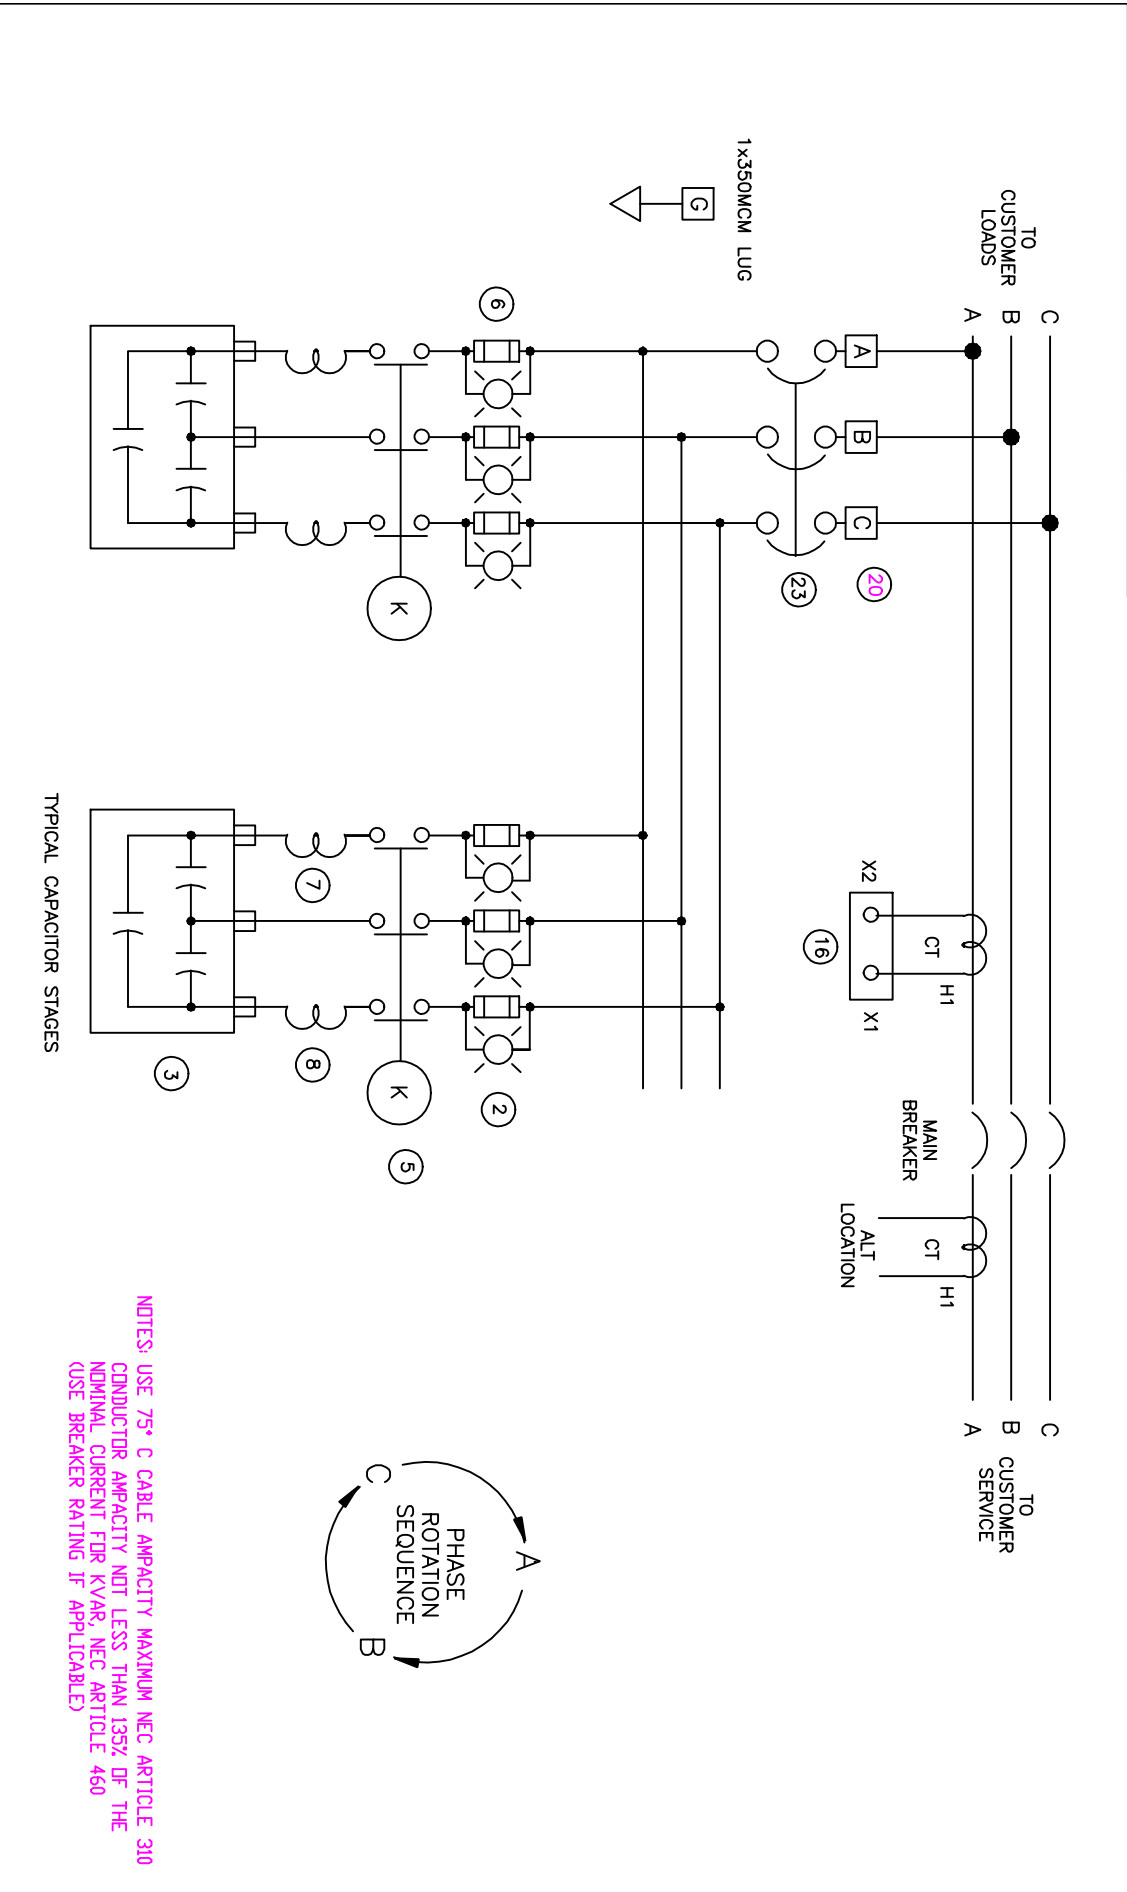 TO
CUSTOMER
LOADS
C
B
A
TO
CUSTOMER
SERVICE
C
B
A
1x350MCM LUG
G
A
B
C
20
23
6
K
X2
X1
16
CT
H1
MAIN
BREAKER
CT
H1
ALT
LOCATION
2
K
5
7
8
3
TYPICAL CAPACITOR STAGES
PHASE
ROTATION
SEQUENCE
A
B
C
NOTES: USE 75° C CABLE AMPACITY MAXIMUM NEC ARTICLE 310
CONDUCTOR AMPACITY NOT LESS THAN 135% OF THE
NOMINAL CURRENT FOR KVAR, NEC ARTICLE 460
(USE BREAKER RATING IF APPLICABLE)